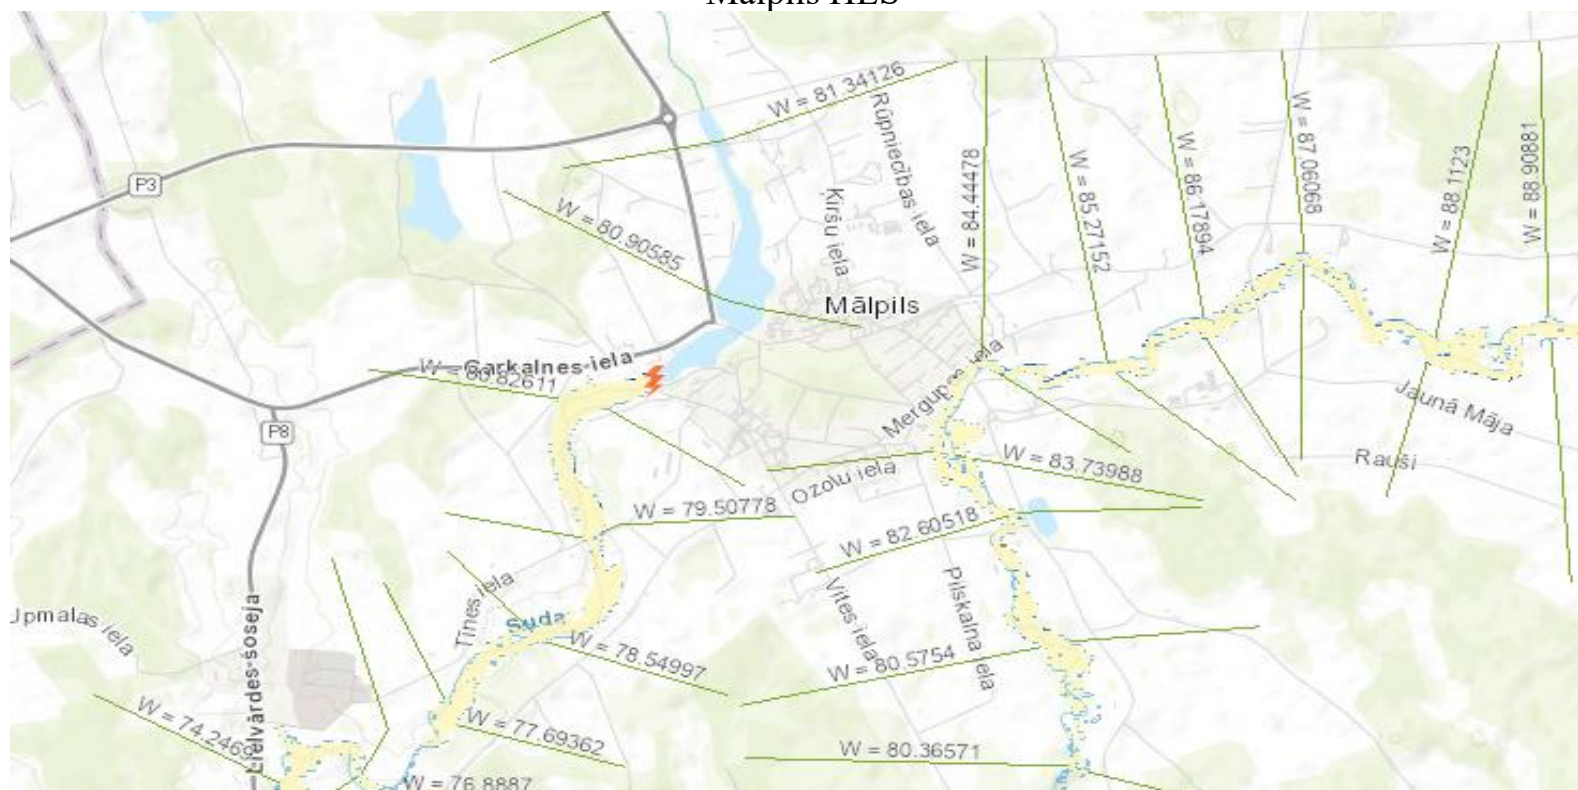 Mālpils HES
W = 81.34126
Rūpniecības iela
P3
W = 84.44478
W = 85.27152
W = 86.17894
W = 87.06068
W = 88.1123
W = 88.90881
Ķiršu iela
W = 80.90585
Mālpils
Garkalnes-iela
W = 80.82611
Mergupes iela
Jaunā Māja
P8
Rauši
W = 83.73988
Ozolu iela
W = 79.50778
W = 82.60518
Tīnes iela
Suda
Vites iela
Pilskalna iela
Upmalas iela
W = 78.54997
W = 80.5754
Lielvārdes-šoseja
W = 74.2469
W = 77.69362
W = 80.36571
W = 76.8887